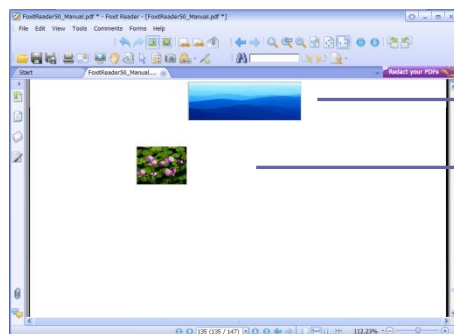 FoxitReader50_Manual.pdf * - Foxit Reader - [FoxitReader50_Manual.pdf *]
File Edit View Tools Comments Forms Help
Start
FoxitReader50_Manual....
Redact your PDFs
135 (135 / 147)
112.23%